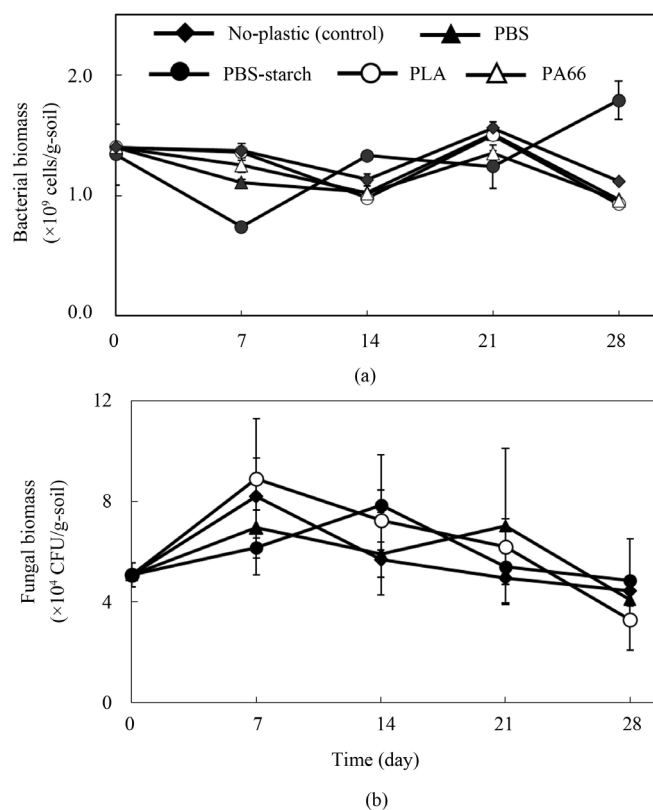 No-plastic (control) PBS
PBS-starch PLA PA66
2.0
1.0
0.0
Bacterial biomass
(×10⁹ cells/g-soil)
0 7 14 21 28
(a)
12
8
4
0
Fungal biomass
(×10⁴ CFU/g-soil)
0 7 14 21 28
Time (day)
(b)